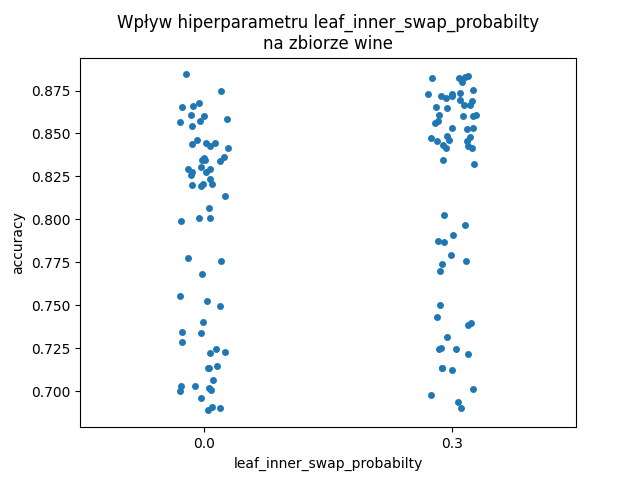 Wpływ hiperparametru leaf_inner_swap_probabilty
na zbiorze wine
0.875
0.850
0.825
0.800
0.775
0.750
0.725
0.700
accuracy
0.0
0.3
leaf_inner_swap_probabilty